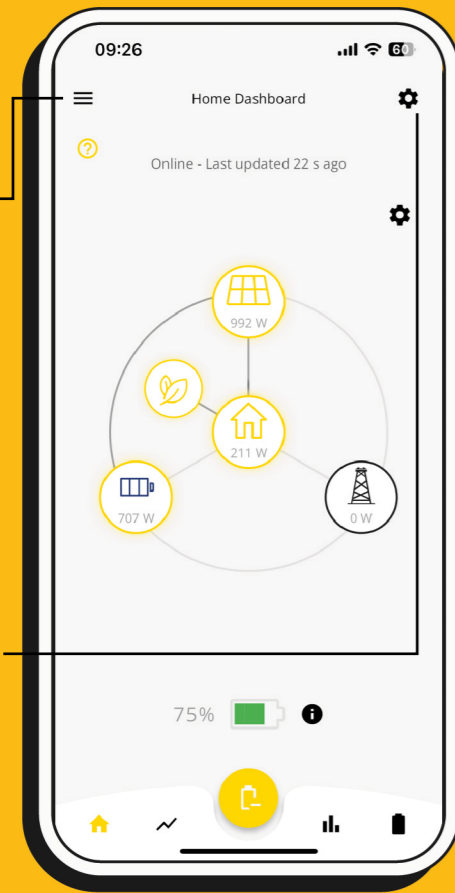 09:26
60
Home Dashboard
?
Online - Last updated 22 s ago
992 W
211 W
707 W
0 W
75%
i